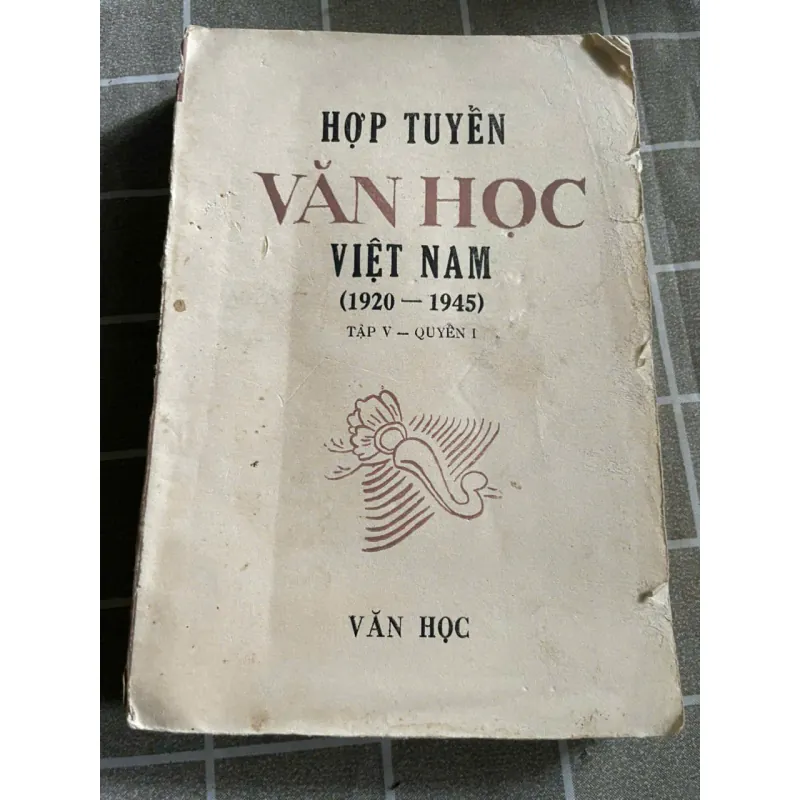 HỢP TUYỂN
VĂN HỌC
VIỆT NAM
(1920 — 1945)
TẬP V — QUYỂN I
VĂN HỌC